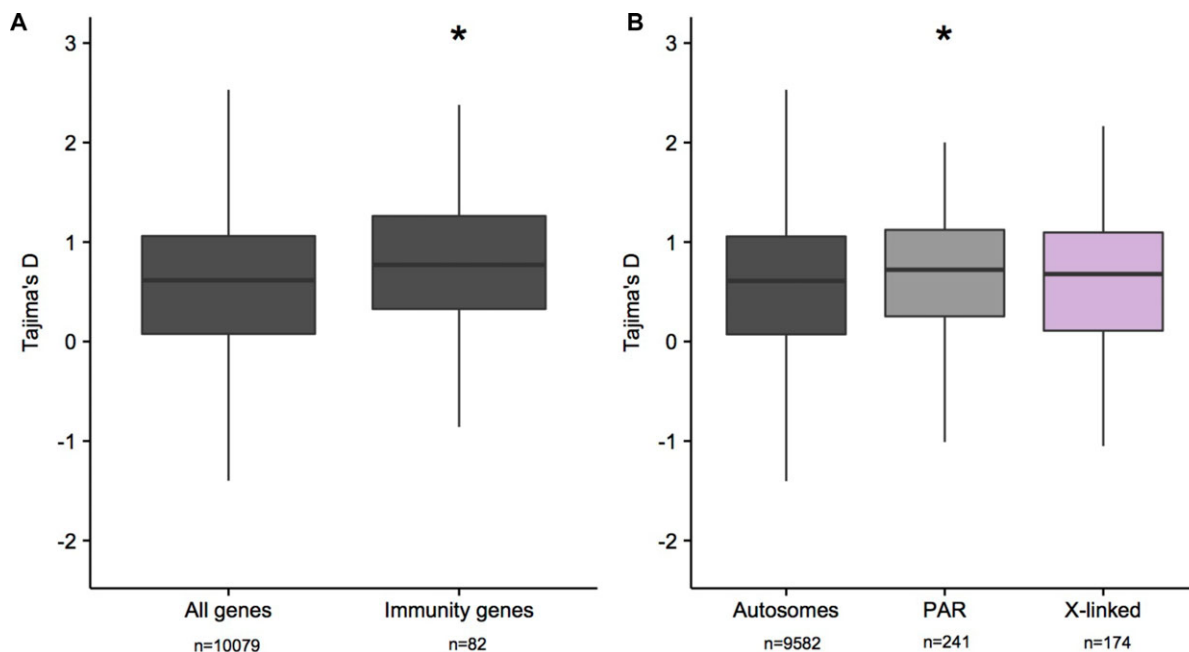 A
*
3
2
1
0
-1
-2
Tajima's D
All genes
Immunity genes
n=10079
n=82
B
*
3
2
1
0
-1
-2
Tajima's D
Autosomes
PAR
X-linked
n=9582
n=241
n=174